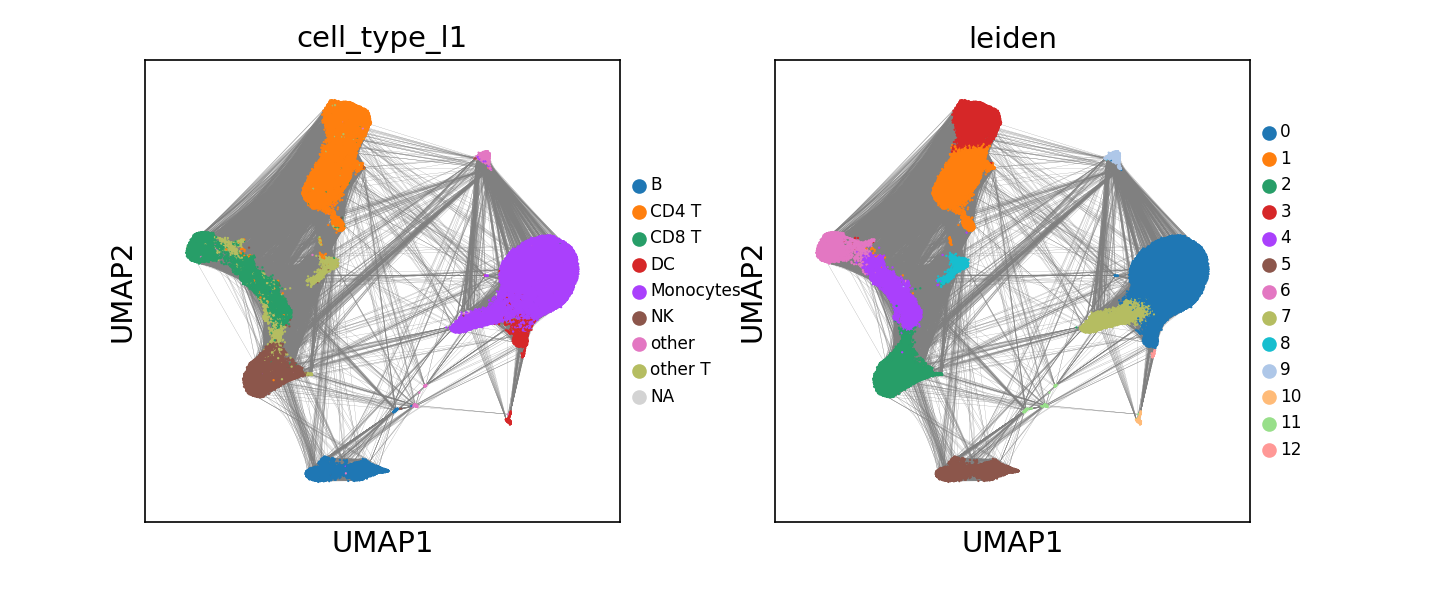 cell_type_l1
UMAP2
UMAP1
B
CD4 T
CD8 T
DC
Monocytes
NK
other
other T
NA
leiden
UMAP2
UMAP1
0
1
2
3
4
5
6
7
8
9
10
11
12